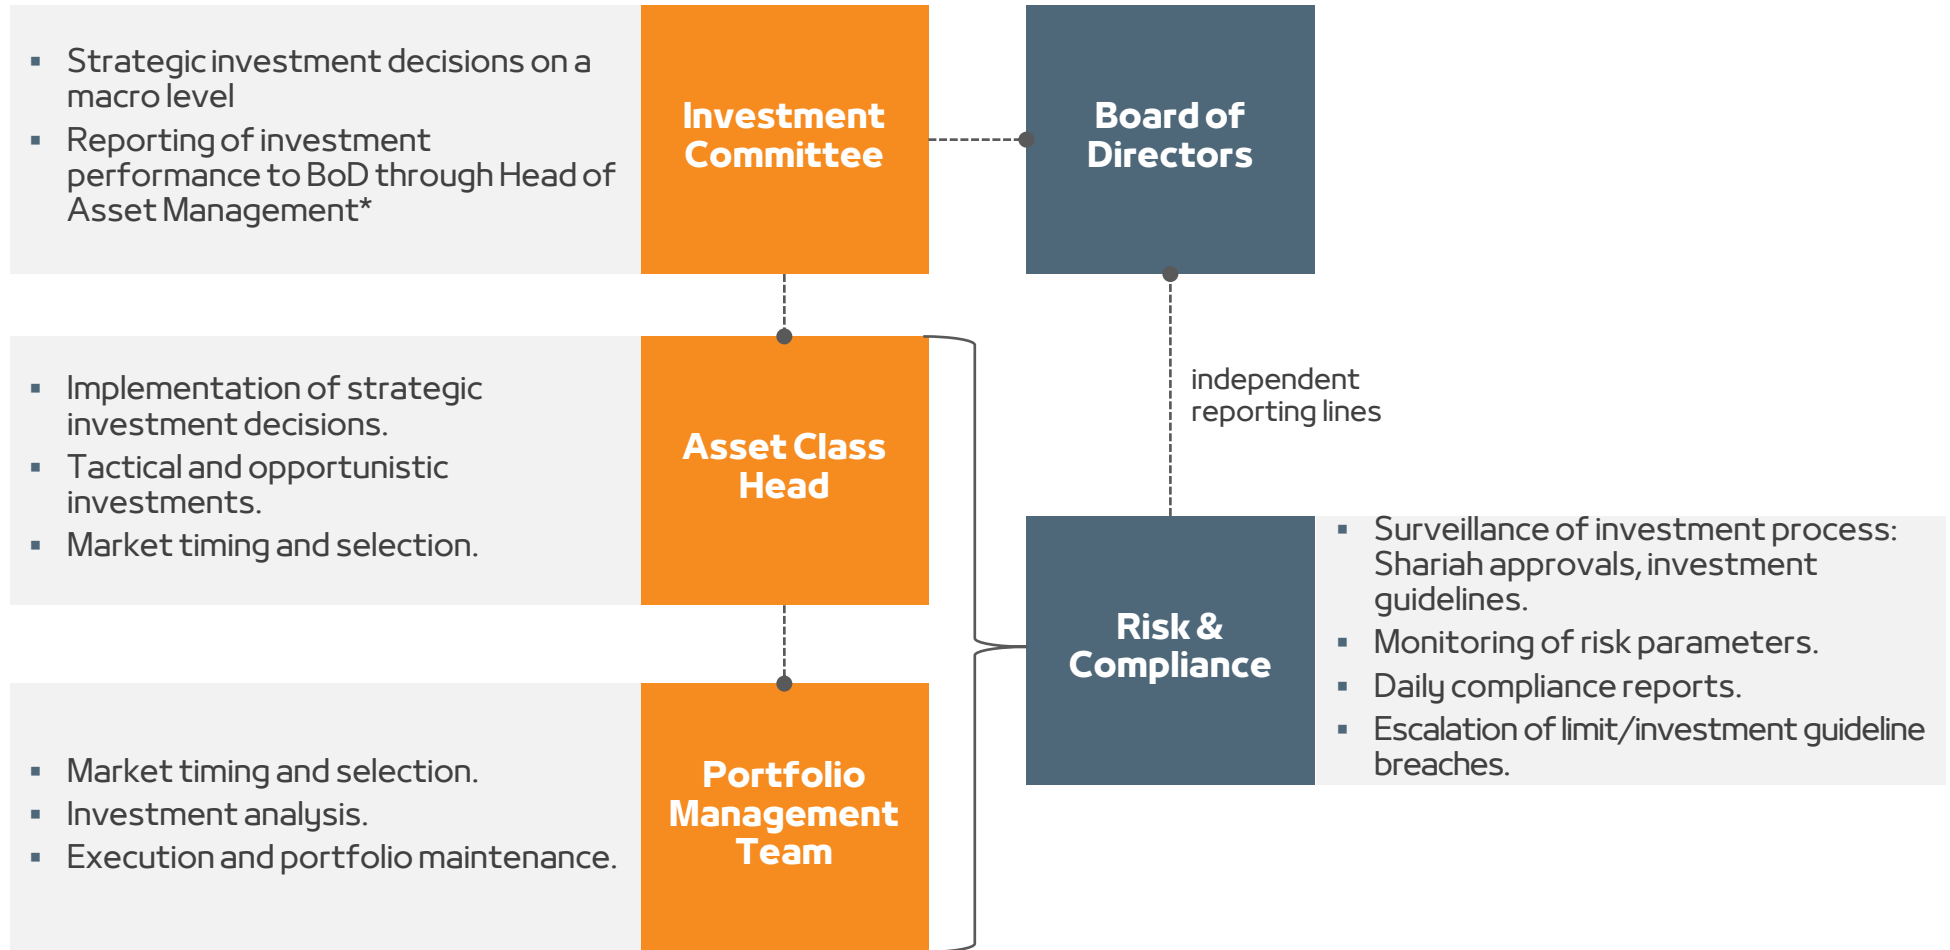 ▪ Strategic investment decisions on a
macro level
▪ Reporting of investment
performance to BoD through Head of
Asset Management*
Investment
Committee
Board of
Directors
▪ Implementation of strategic
investment decisions.
▪ Tactical and opportunistic
investments.
▪ Market timing and selection.
Asset Class
Head
independent
reporting lines
▪ Market timing and selection.
▪ Investment analysis.
▪ Execution and portfolio maintenance.
Portfolio
Management
Team
Risk &
Compliance
▪ Surveillance of investment process:
Shariah approvals, investment
guidelines.
▪ Monitoring of risk parameters.
▪ Daily compliance reports.
▪ Escalation of limit/investment guideline
breaches.